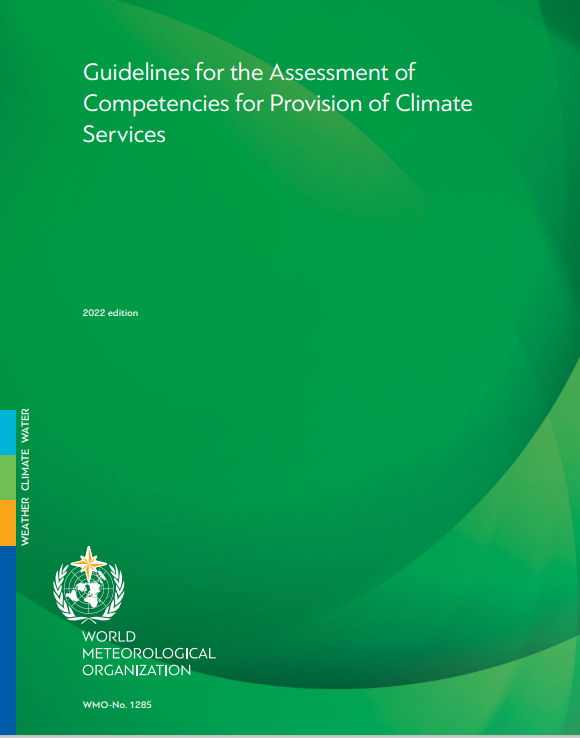 Guidelines for the Assessment of
Competencies for Provision of Climate
Services
2022 edition
WEATHER CLIMATE WATER
WORLD
METEOROLOGICAL
ORGANIZATION
WMO-No. 1285